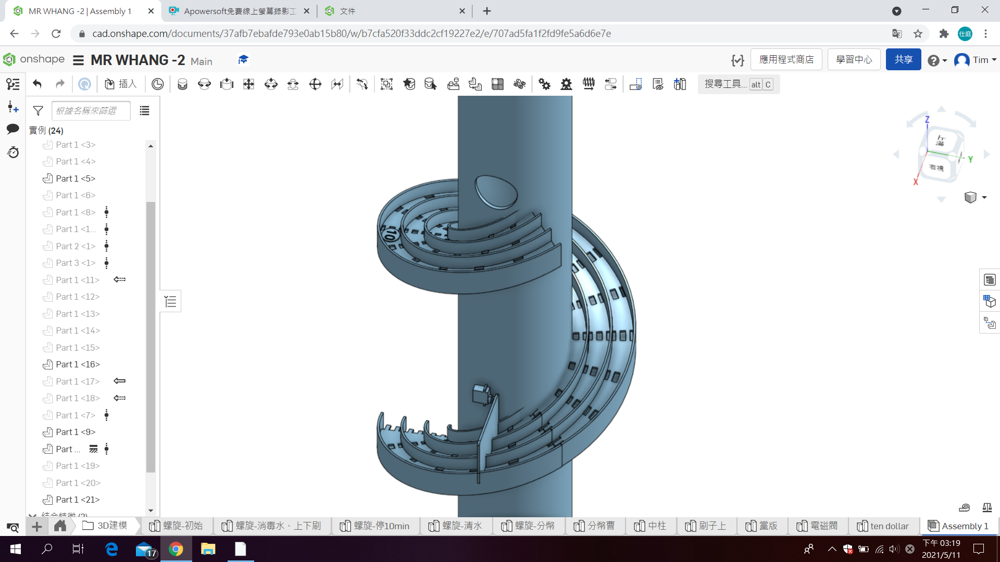 MR WHANG -2 | Assembly 1
Apowersoft免費線上螢幕錄影工
文件
cad.onshape.com/documents/37afb7ebafde793e0ab15b80/w/b7cfa520f33ddc2cf19227e2/e/707ad5fa1f2fd9fe5a6d6e7e
仕庭
onshape
MR WHANG -2 Main
應用程式商店
學習中心
共享
Tim
插入
搜尋工具... alt C
根據名稱來篩選
實例 (24)
Part 1 <3>
Part 1 <4>
Part 1 <5>
Part 1 <6>
Part 1 <8>
Part 1 <1...
Part 2 <1>
Part 3 <1>
Part 1 <11>
Part 1 <12>
Part 1 <13>
Part 1 <14>
Part 1 <15>
Part 1 <16>
Part 1 <17>
Part 1 <18>
Part 1 <7>
Part 1 <9>
Part ...
Part 1 <19>
Part 1 <20>
Part 1 <21>
結合特徵 (2)
10
Z
Y
X
右視
3D建模
螺旋-初始
螺旋-消毒水、上下刷
螺旋-停10min
螺旋-清水
螺旋-分幣
分幣曹
中柱
刷子上
黨版
電磁閥
ten dollar
Assembly 1
17
下午 03:19
2021/5/11